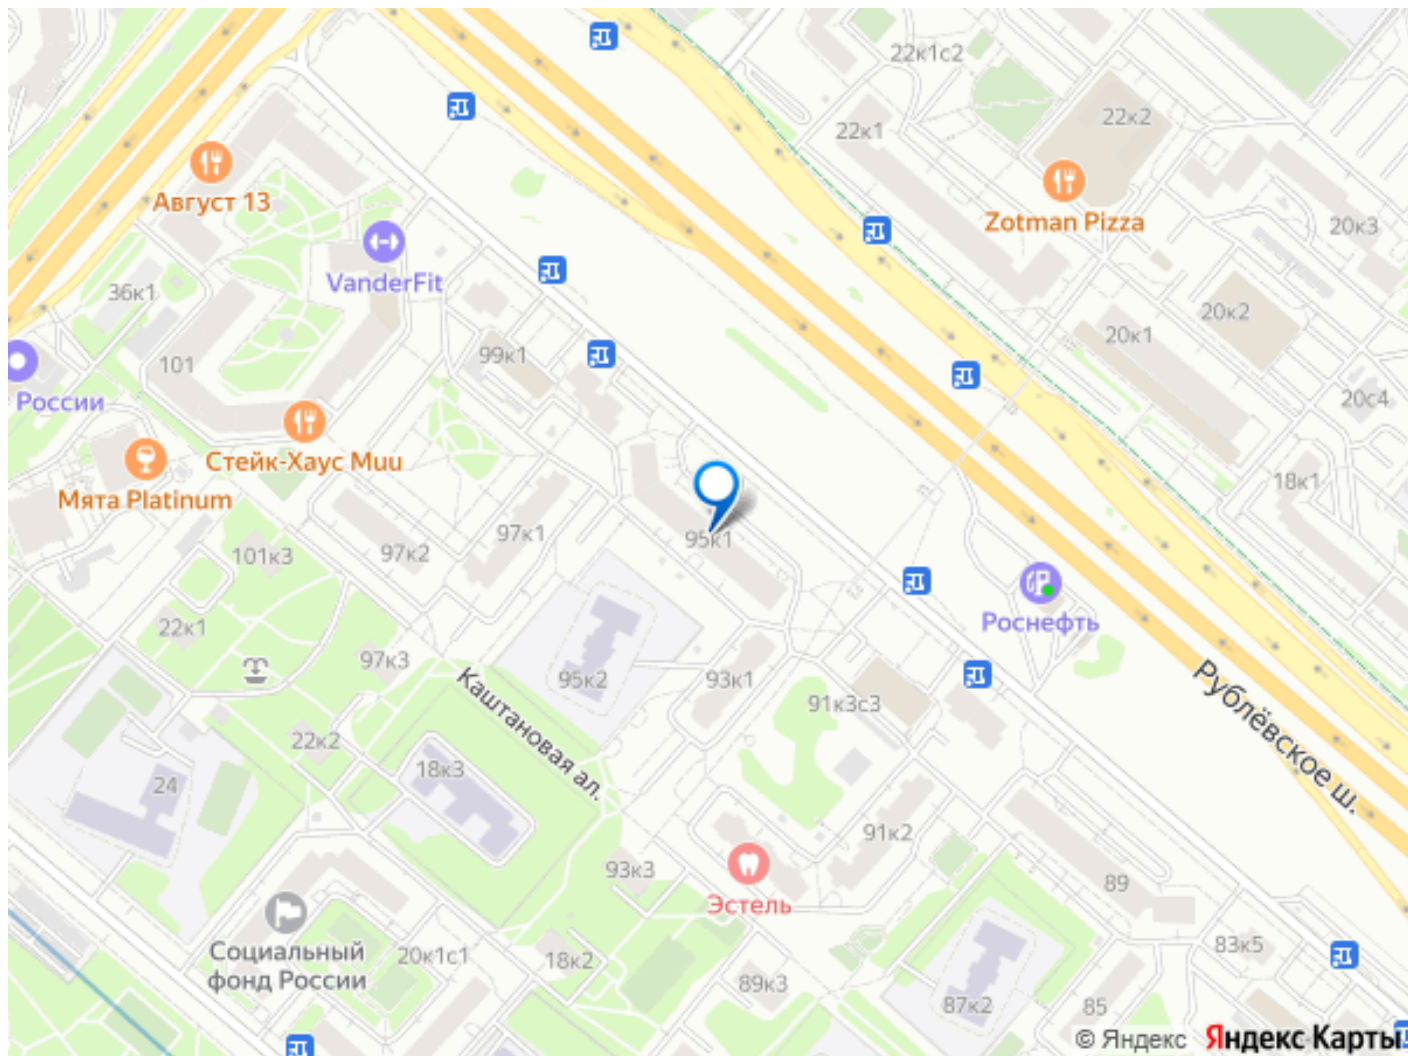 22к1с2
22к2
22к1
Август 13
Zotman Pizza
20к3
VanderFit
36к1
20к2
20к1
99к1
101
России
20с4
Стейк-Хаус Muu
Мята Platinum
18к1
97к1
95к1
97к2
101к3
Роснефть
22к1
97к3
95к2
93к1
91к3с3
Каштановая ал.
Рублёвское ш.
22к2
18к3
24
91к2
93к3
89
Эстель
Социальный
фонд России
20к1с1
18к2
83к5
89к3
87к2
85
© Яндекс Яндекс Карты